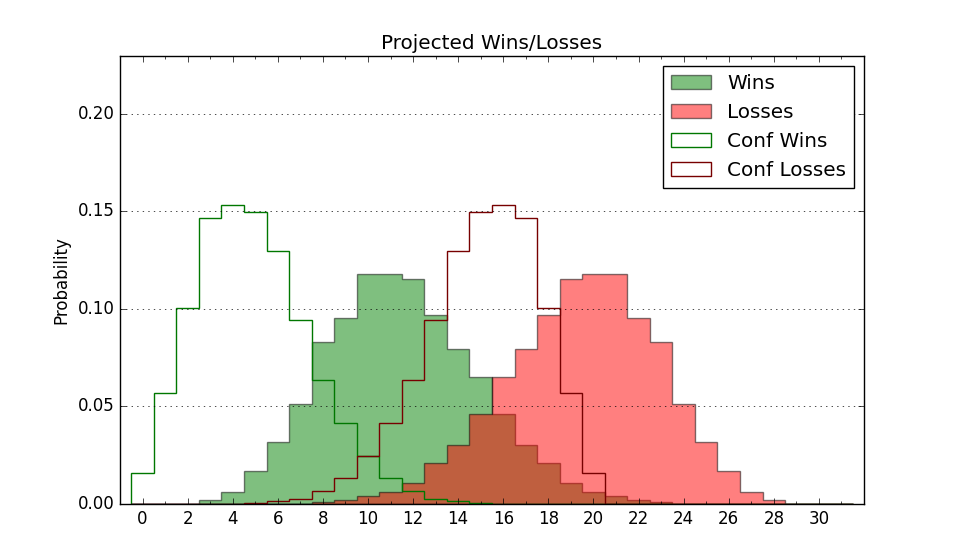 Projected Wins/Losses
Wins
Losses
Conf Wins
Conf Losses
Probability
0.20
0.15
0.10
0.05
0.00
0 2 4 6 8 10 12 14 16 18 20 22 24 26 28 30